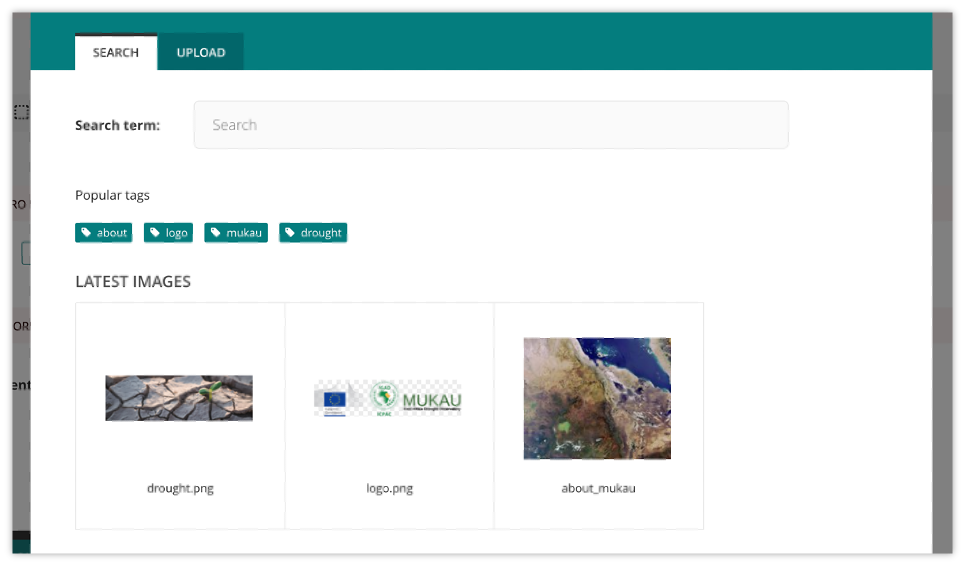 SEARCH UPLOAD
Search term: Search
Popular tags
about logo mukau drought
LATEST IMAGES
MUKAU
ICPAC
drought.png logo.png about_mukau